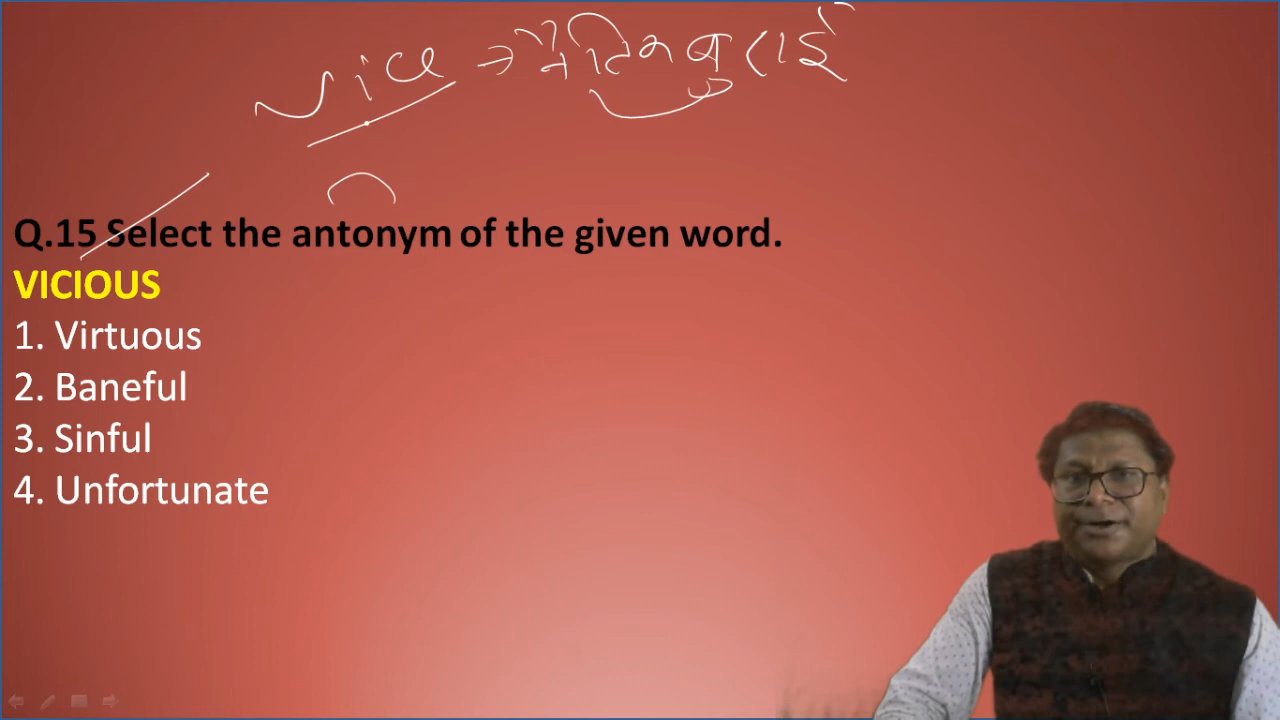 Vice → नैतिक बुराई
Q.15 Select the antonym of the given word.
VICIOUS
1. Virtuous
2. Baneful
3. Sinful
4. Unfortunate